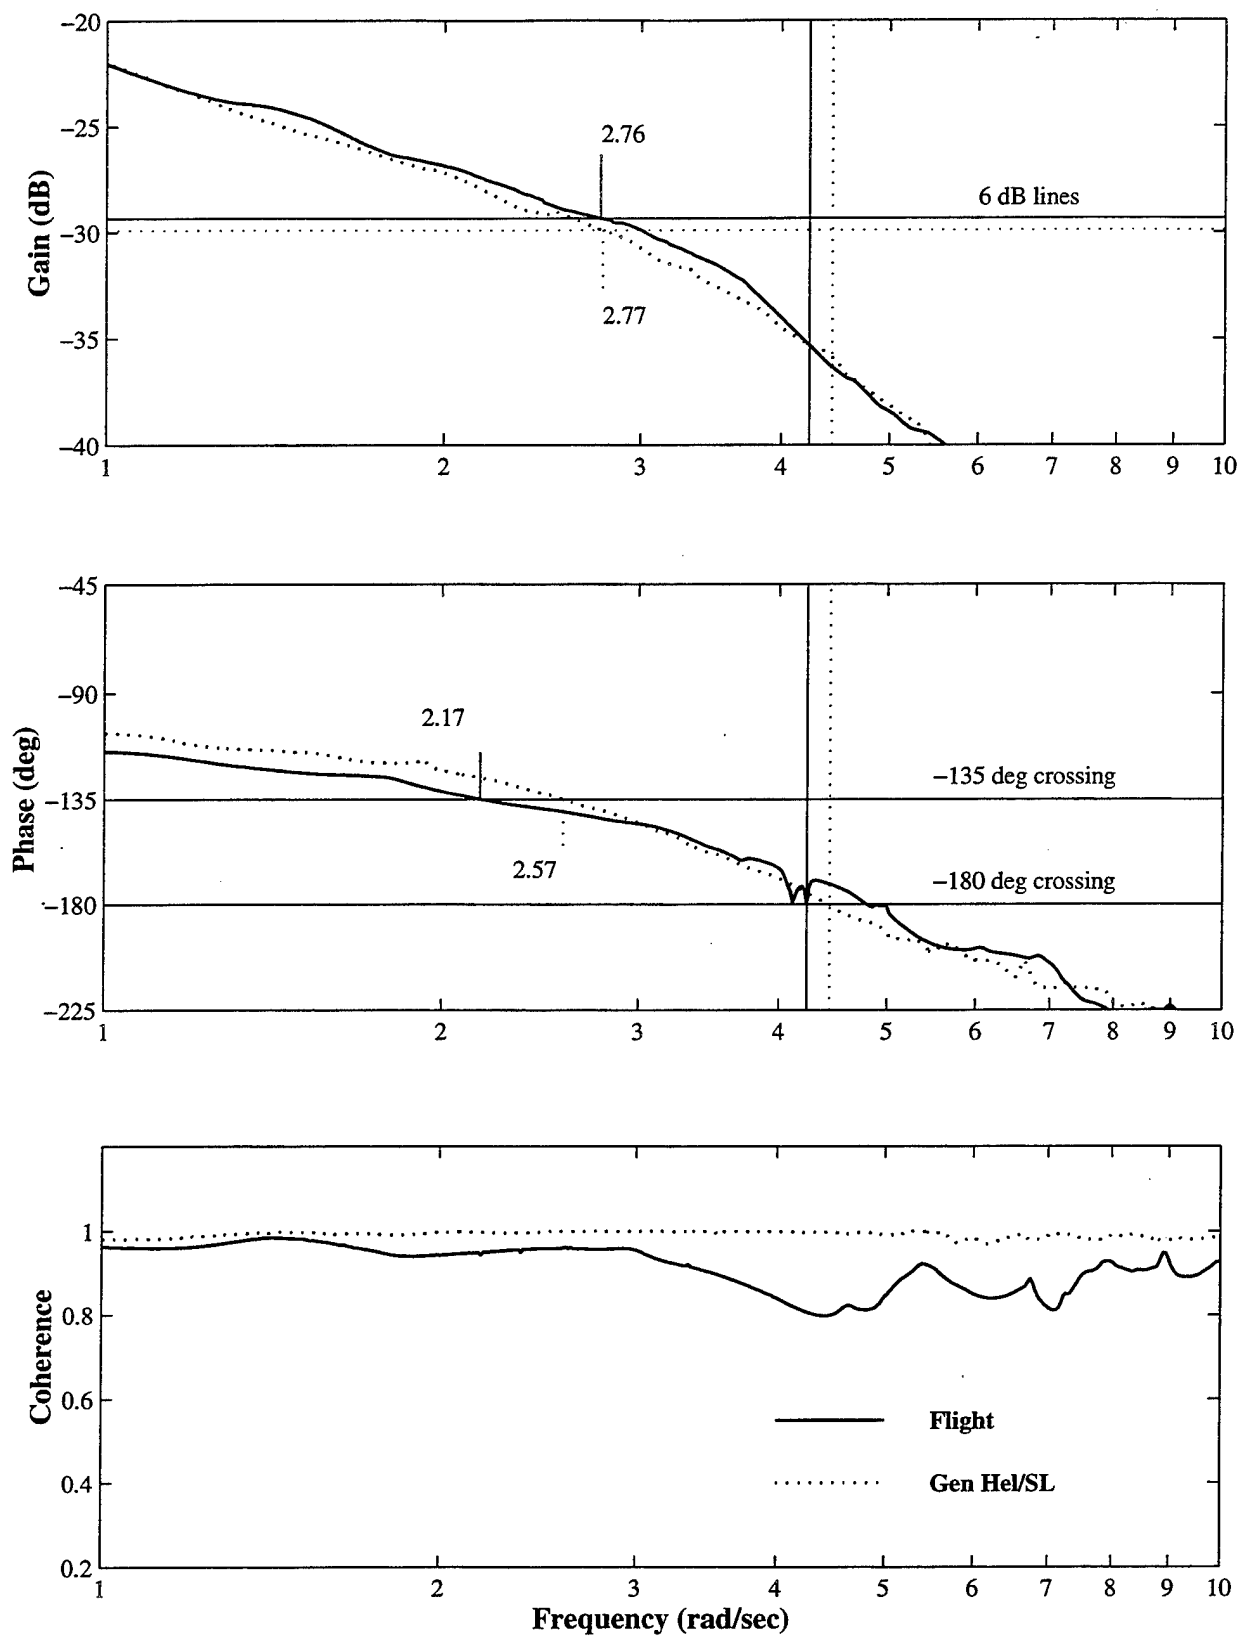 −20
−25
−30
−35
−40
Gain (dB)
2.76
6 dB lines
2.77
1 2 3 4 5 6 7 8 9 10
−45
−90
−135
−180
−225
Phase (deg)
2.17
−135 deg crossing
2.57
−180 deg crossing
1 2 3 4 5 6 7 8 9 10
1
0.8
0.6
0.4
0.2
Coherence
Flight
Gen Hel/SL
1 2 3 4 5 6 7 8 9 10
Frequency (rad/sec)